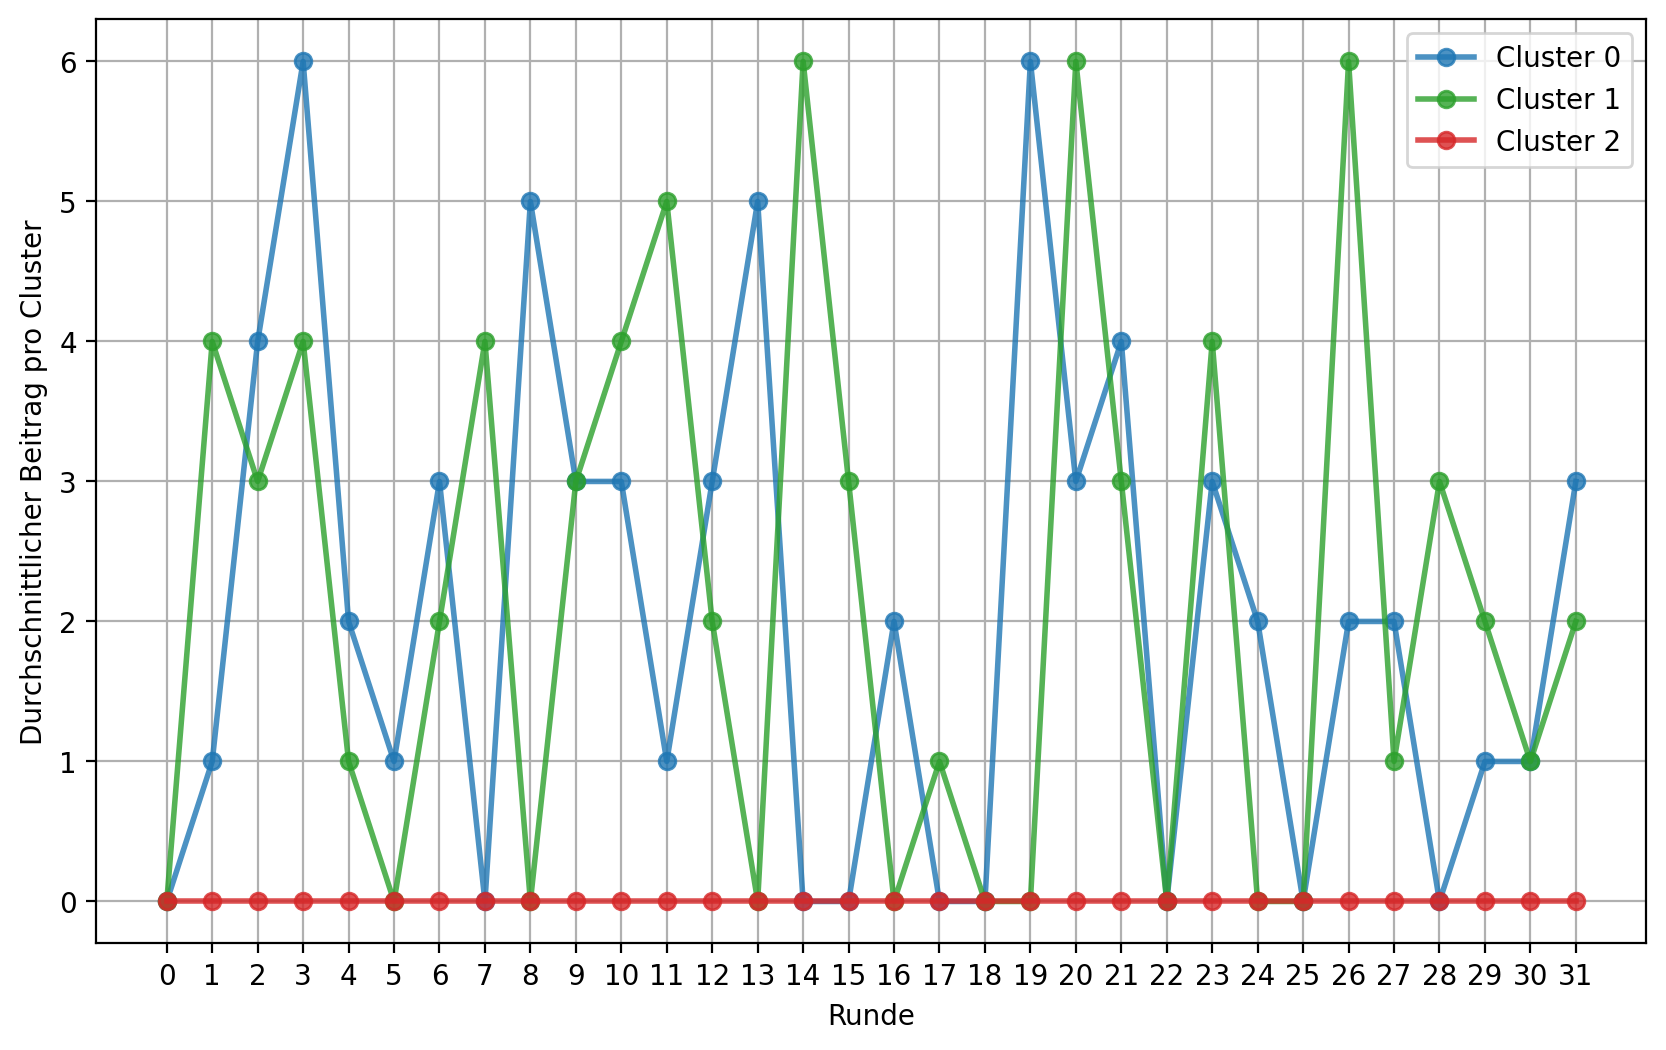 Cluster 0
Cluster 1
Cluster 2
Durchschnittlicher Beitrag pro Cluster
6
5
4
3
2
1
0
0 1 2 3 4 5 6 7 8 9 10 11 12 13 14 15 16 17 18 19 20 21 22 23 24 25 26 27 28 29 30 31
Runde